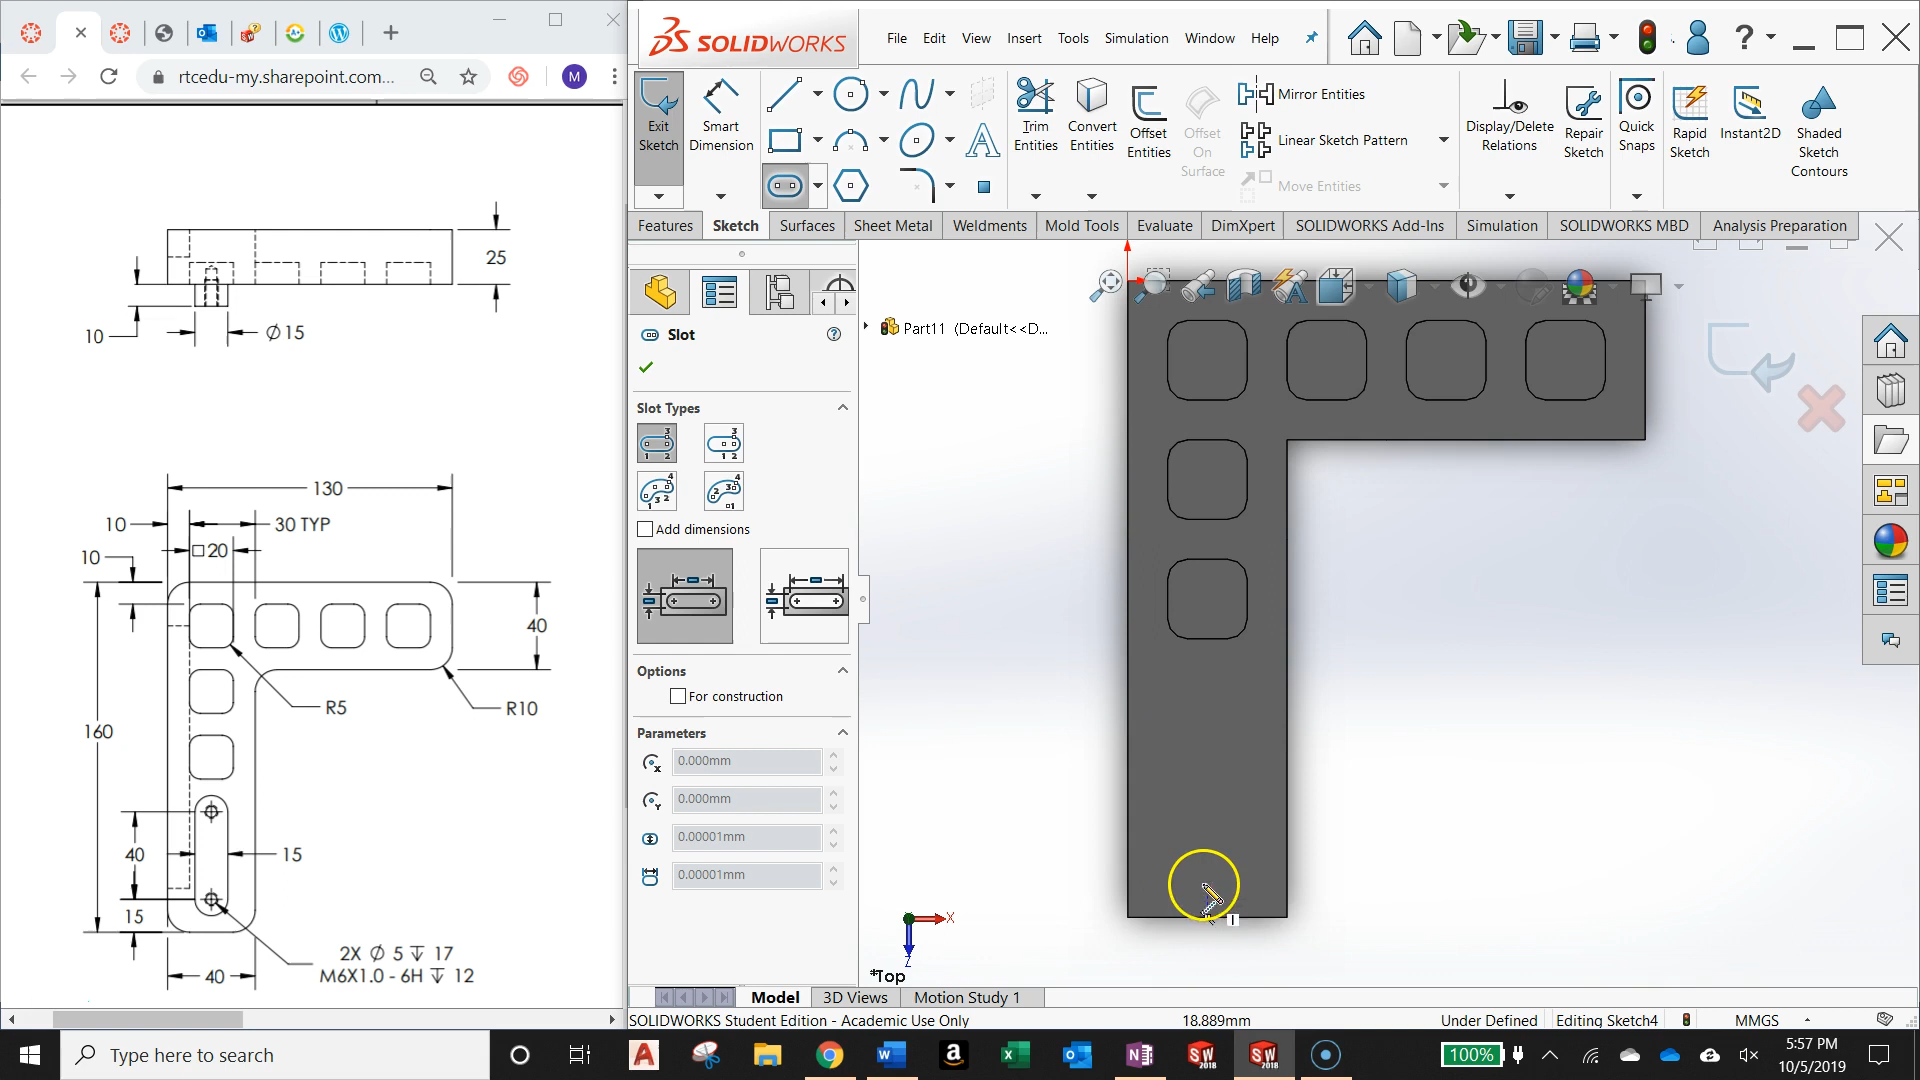 rtcedu-my.sharepoint.com...
M
25
10
Ø 15
130
10
30 TYP
□20
10
40
R5
R10
160
40
15
15
2X Ø 5 ↧ 17
M6X1.0 - 6H ↧ 12
40
SOLIDWORKS
File Edit View Insert Tools Simulation Window Help
Exit Sketch
Smart Dimension
Trim Entities
Convert Entities
Offset Entities
Offset On Surface
Mirror Entities
Linear Sketch Pattern
Move Entities
Display/Delete Relations
Repair Sketch
Quick Snaps
Rapid Sketch
Instant2D
Shaded Sketch Contours
Features Sketch Surfaces Sheet Metal Weldments Mold Tools Evaluate DimXpert SOLIDWORKS Add-Ins Simulation SOLIDWORKS MBD Analysis Preparation
Slot
Slot Types
Add dimensions
Options
For construction
Parameters
0.000mm
0.000mm
0.00001mm
0.00001mm
Part11 (Default<<D...
X
Z
*Top
Model 3D Views Motion Study 1
SOLIDWORKS Student Edition - Academic Use Only 18.889mm Under Defined Editing Sketch4 MMGS
Type here to search
100%
5:57 PM
10/5/2019